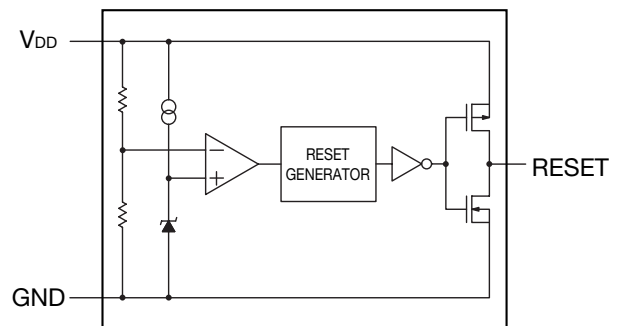 VDD
−
+
RESET
GENERATOR
RESET
GND